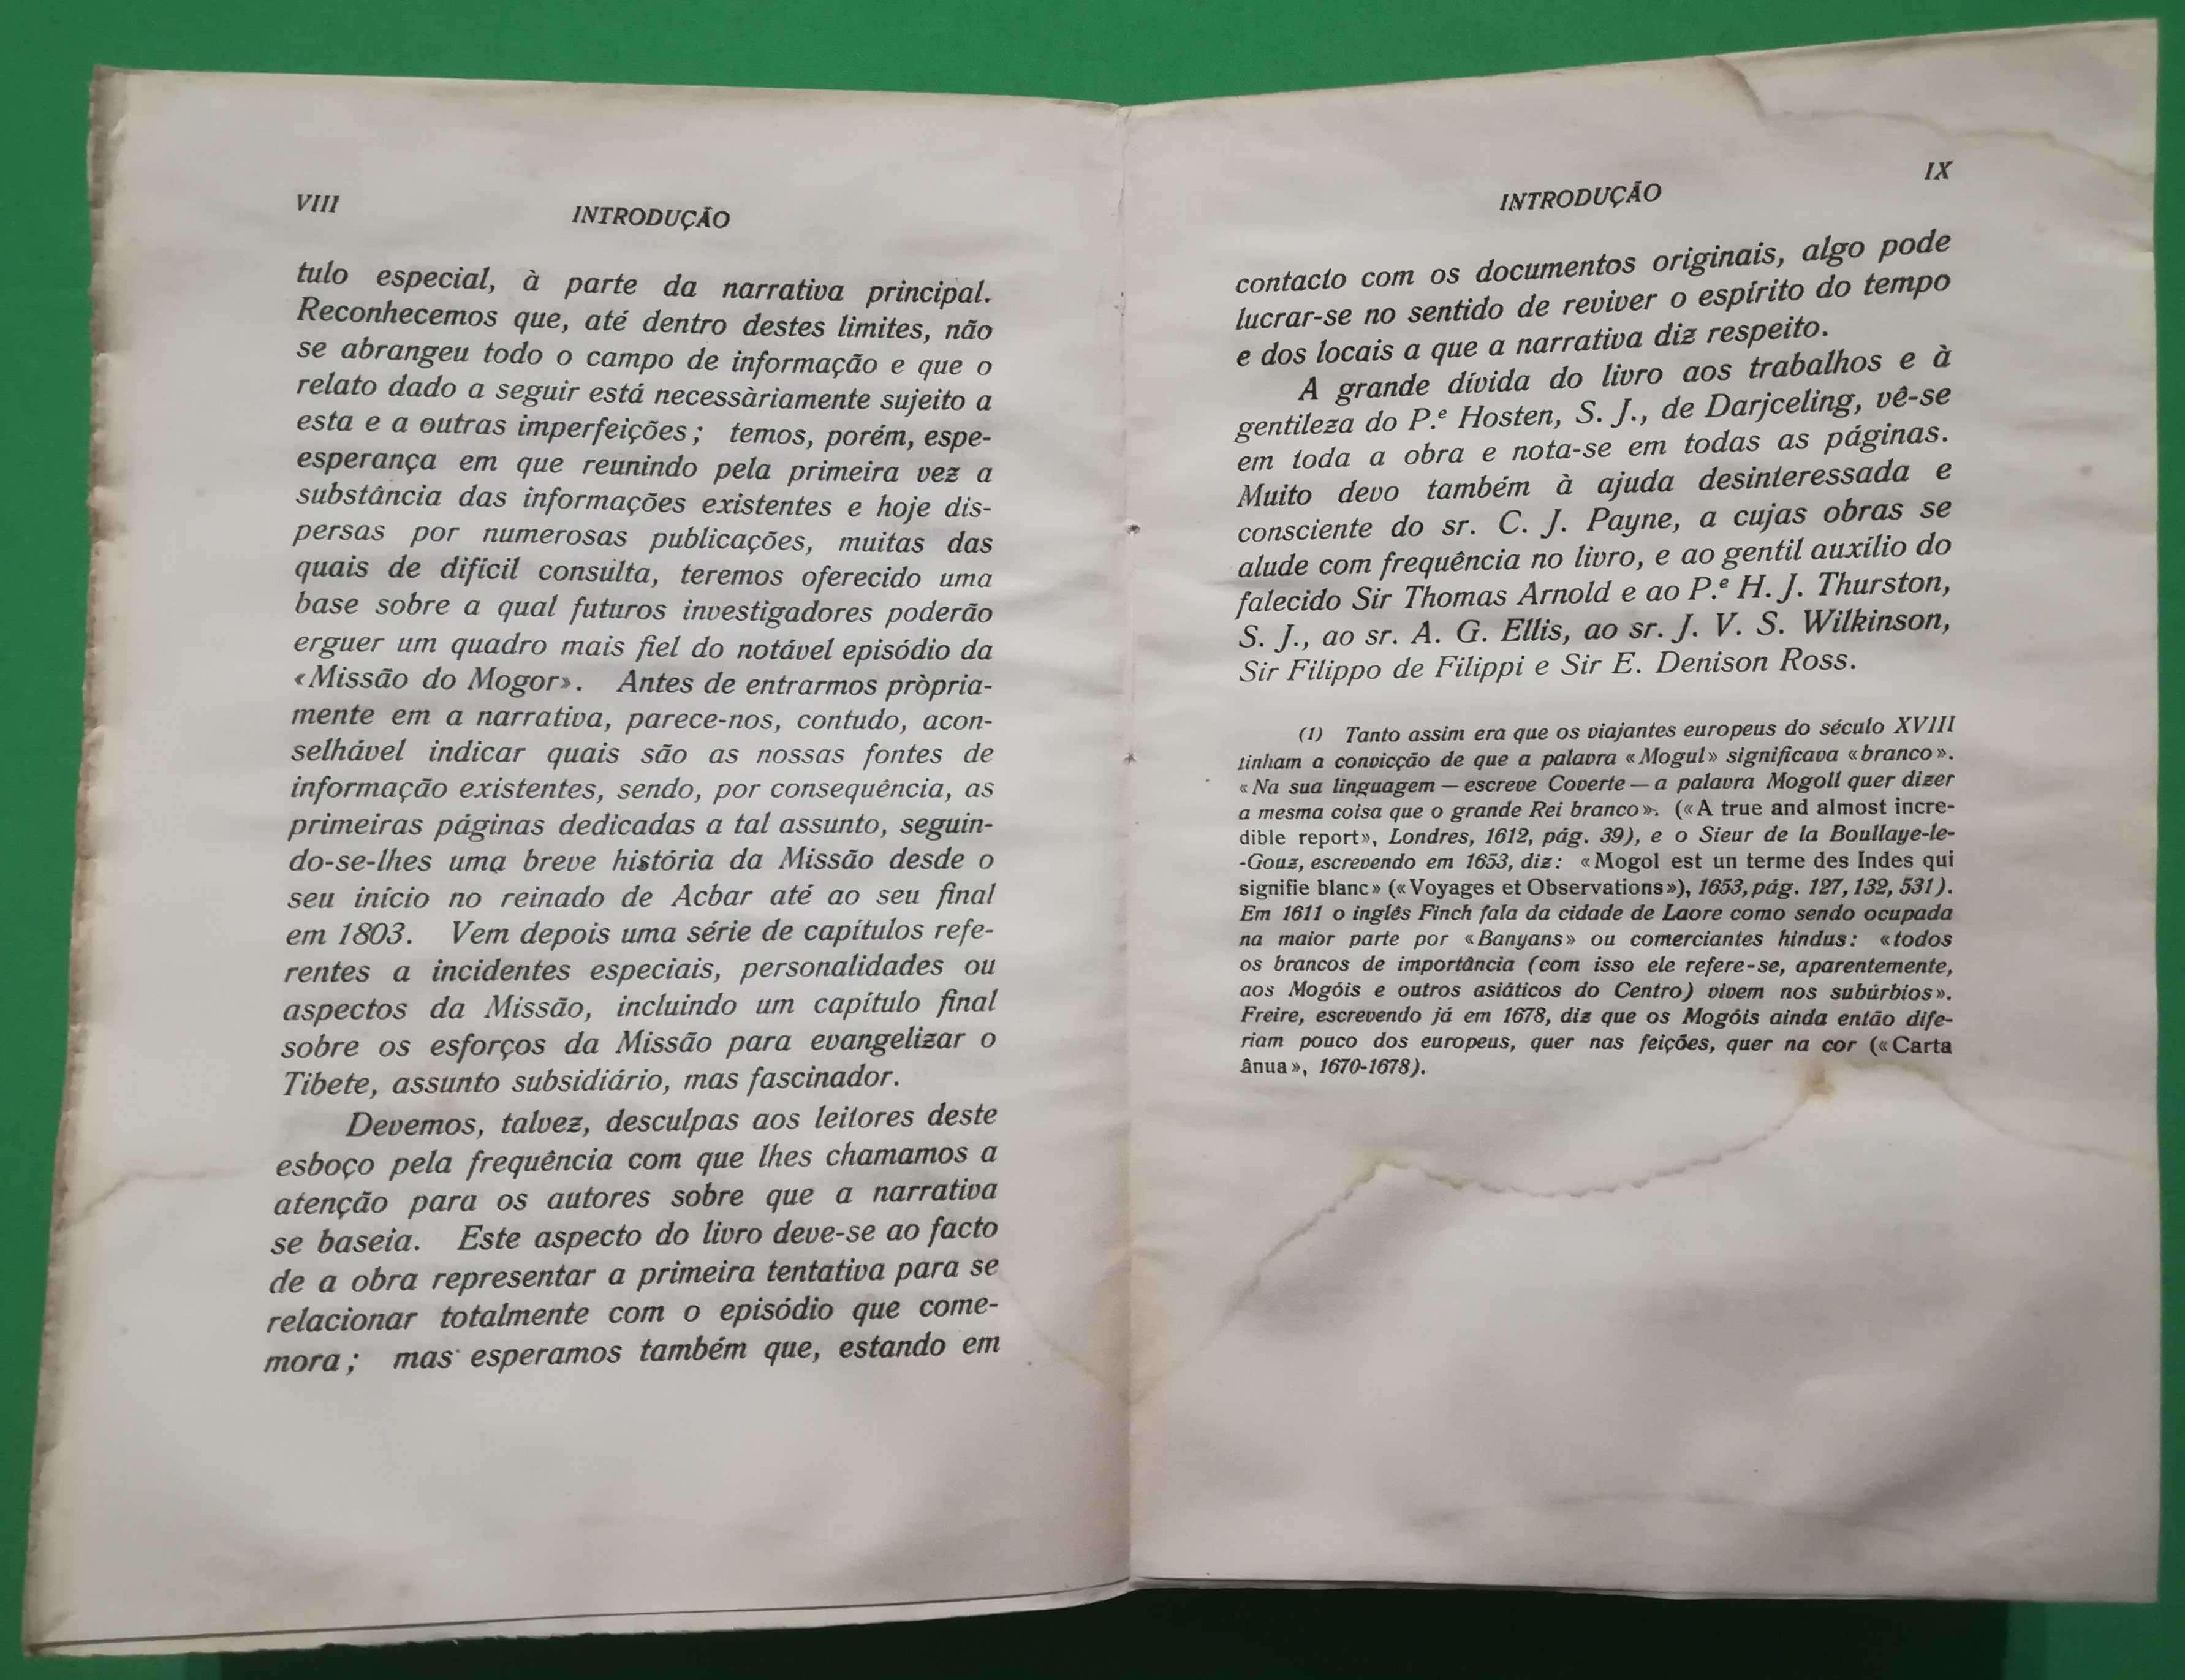 VIII
INTRODUÇÃO
tulo especial, à parte da narrativa principal.
Reconhecemos que, até dentro destes limites, não
se abrangeu todo o campo de informação e que o
relato dado a seguir está necessàriamente sujeito a
esta e a outras imperfeições; temos, porém, espe-
esperança em que reunindo pela primeira vez a
substância das informações existentes e hoje dis-
persas por numerosas publicações, muitas das
quais de difícil consulta, teremos oferecido uma
base sobre a qual futuros investigadores poderão
erguer um quadro mais fiel do notável episódio da
«Missão do Mogor». Antes de entrarmos pròpria-
mente em a narrativa, parece-nos, contudo, acon-
selhável indicar quais são as nossas fontes de
informação existentes, sendo, por consequência, as
primeiras páginas dedicadas a tal assunto, seguin-
do-se-lhes uma breve história da Missão desde o
seu início no reinado de Acbar até ao seu final
em 1803. Vem depois uma série de capítulos refe-
rentes a incidentes especiais, personalidades ou
aspectos da Missão, incluindo um capítulo final
sobre os esforços da Missão para evangelizar o
Tibete, assunto subsidiário, mas fascinador.
Devemos, talvez, desculpas aos leitores deste
esboço pela frequência com que lhes chamamos a
atenção para os autores sobre que a narrativa
se baseia. Este aspecto do livro deve-se ao facto
de a obra representar a primeira tentativa para se
relacionar totalmente com o episódio que come-
mora; mas esperamos também que, estando em
IX
INTRODUÇÃO
contacto com os documentos originais, algo pode
lucrar-se no sentido de reviver o espírito do tempo
e dos locais a que a narrativa diz respeito.
A grande dívida do livro aos trabalhos e à
gentileza do P.e Hosten, S. J., de Darjceling, vê-se
em toda a obra e nota-se em todas as páginas.
Muito devo também à ajuda desinteressada e
consciente do sr. C. J. Payne, a cujas obras se
alude com frequência no livro, e ao gentil auxílio do
falecido Sir Thomas Arnold e ao P.e H. J. Thurston,
S. J., ao sr. A. G. Ellis, ao sr. J. V. S. Wilkinson,
Sir Filippo de Filippi e Sir E. Denison Ross.
(1) Tanto assim era que os viajantes europeus do século XVIII
tinham a convicção de que a palavra «Mogul» significava «branco».
«Na sua linguagem — escreve Coverte — a palavra Mogoll quer dizer
a mesma coisa que o grande Rei branco». («A true and almost incre-
dible report», Londres, 1612, pág. 39), e o Sieur de la Boullaye-le-
-Gouz, escrevendo em 1653, diz: «Mogol est un terme des Indes qui
signifie blanc» («Voyages et Observations»), 1653, pág. 127, 132, 531).
Em 1611 o inglês Finch fala da cidade de Laore como sendo ocupada
na maior parte por «Banyans» ou comerciantes hindus: «todos
os brancos de importância (com isso ele refere-se, aparentemente,
aos Mogóis e outros asiáticos do Centro) vivem nos subúrbios».
Freire, escrevendo já em 1678, diz que os Mogóis ainda então dife-
riam pouco dos europeus, quer nas feições, quer na cor («Carta
ânua», 1670-1678).